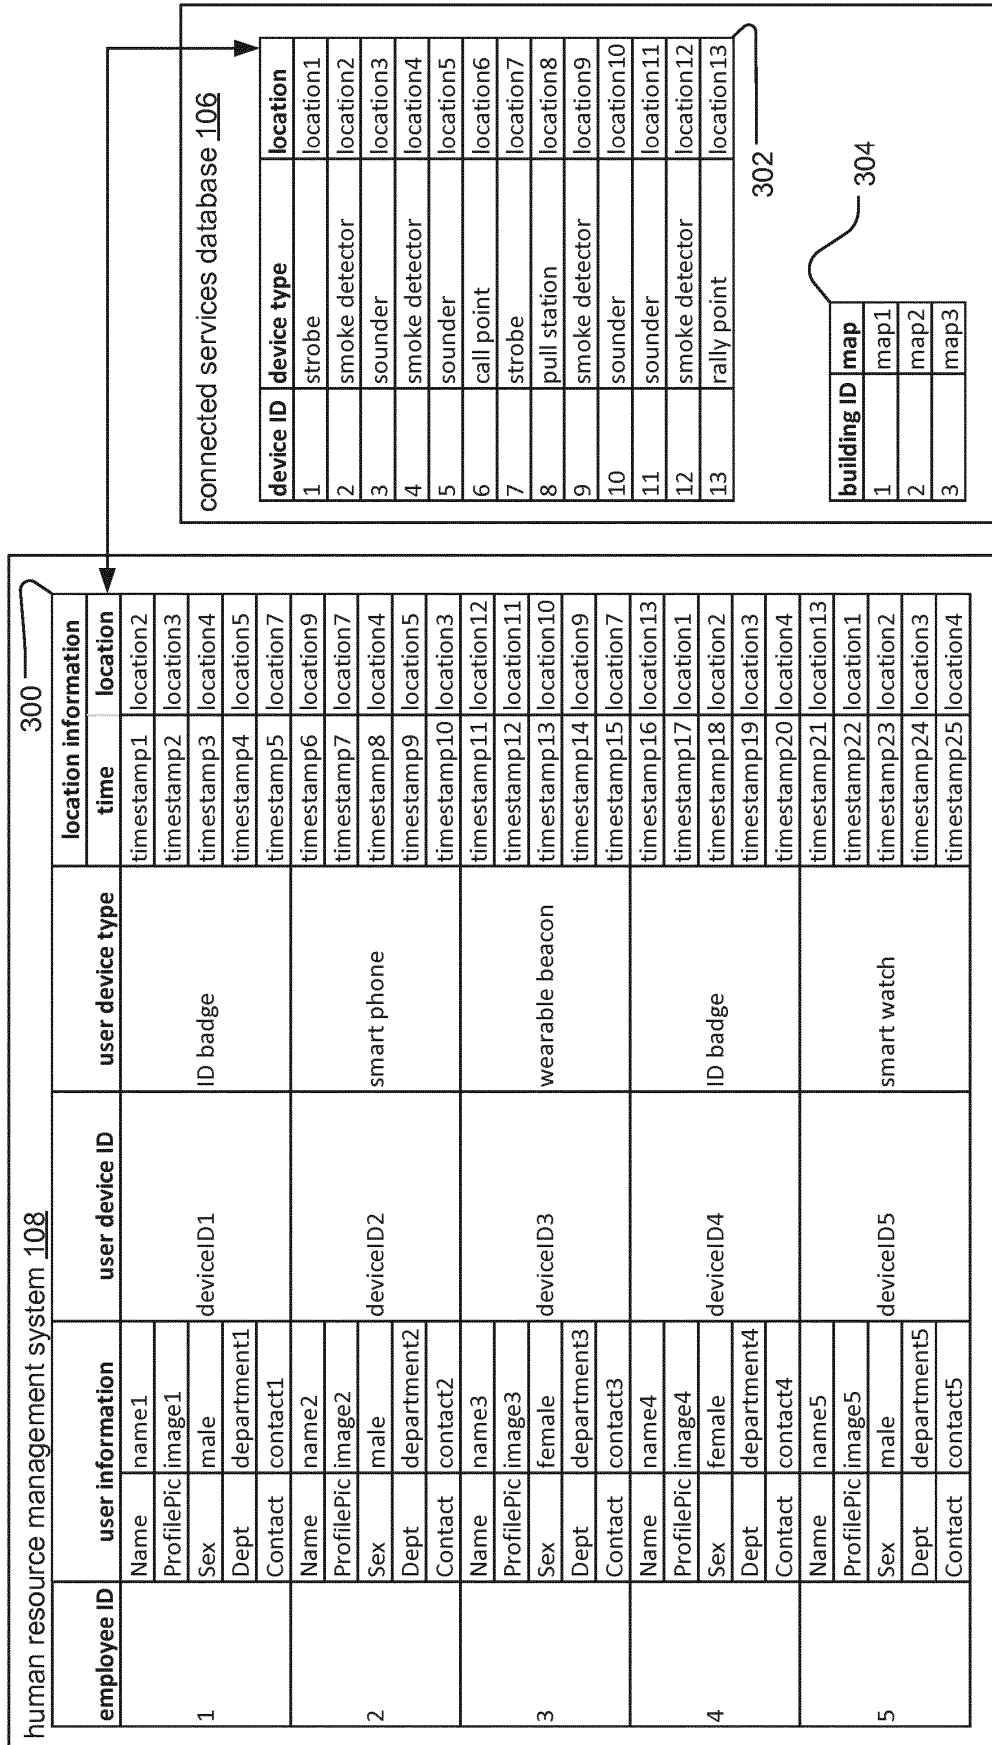 human resource management system 108
300
employee ID user information user device ID user device type location information
time location
1 Name name1 deviceID1 ID badge timestamp1 location2
ProfilePic image1 timestamp2 location3
Sex male timestamp3 location4
Dept department1 timestamp4 location5
Contact contact1 timestamp5 location7
2 Name name2 deviceID2 smart phone timestamp6 location9
ProfilePic image2 timestamp7 location7
Sex male timestamp8 location4
Dept department2 timestamp9 location5
Contact contact2 timestamp10 location3
3 Name name3 deviceID3 wearable beacon timestamp11 location12
ProfilePic image3 timestamp12 location11
Sex female timestamp13 location10
Dept department3 timestamp14 location9
Contact contact3 timestamp15 location7
4 Name name4 deviceID4 ID badge timestamp16 location13
ProfilePic image4 timestamp17 location1
Sex female timestamp18 location2
Dept department4 timestamp19 location3
Contact contact4 timestamp20 location4
5 Name name5 deviceID5 smart watch timestamp21 location13
ProfilePic image5 timestamp22 location1
Sex male timestamp23 location2
Dept department5 timestamp24 location3
Contact contact5 timestamp25 location4
connected services database 106
device ID device type location
1 strobe location1
2 smoke detector location2
3 sounder location3
4 smoke detector location4
5 sounder location5
6 call point location6
7 strobe location7
8 pull station location8
9 smoke detector location9
10 sounder location10
11 sounder location11
12 smoke detector location12
13 rally point location13
302
304
building ID map
1 map1
2 map2
3 map3